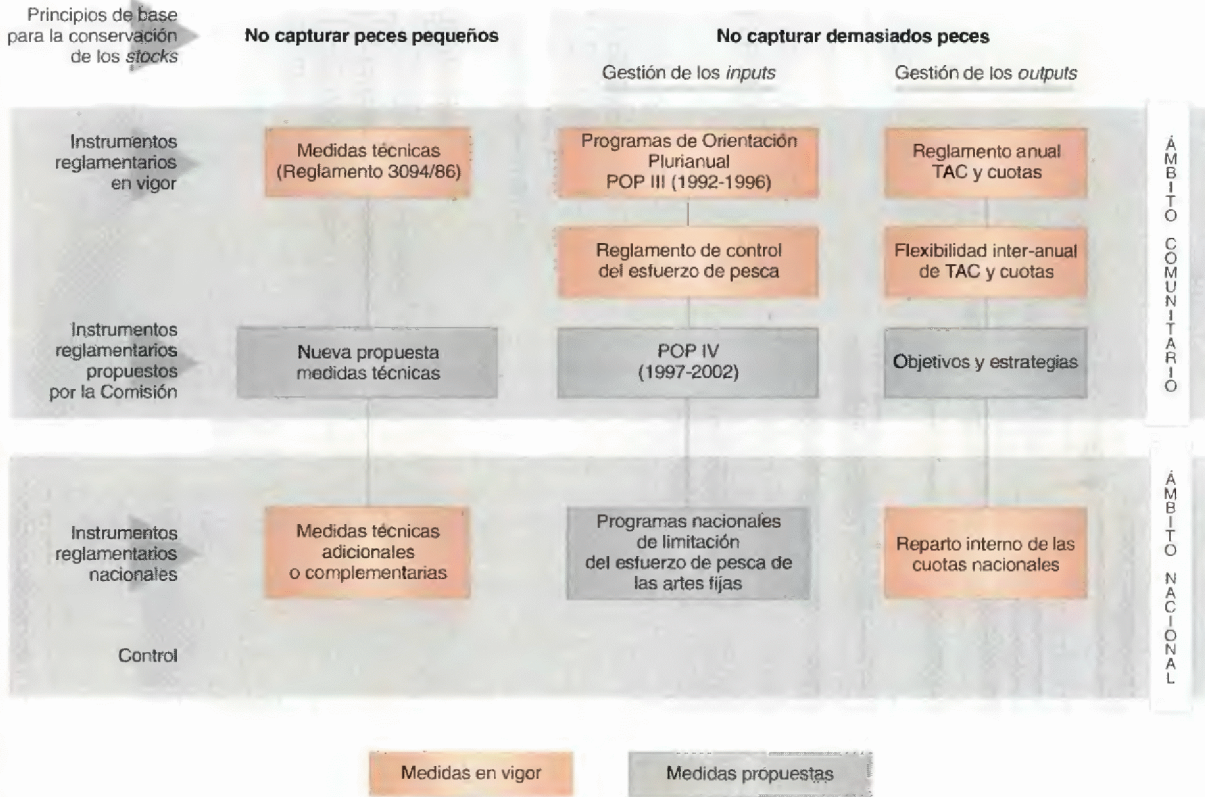 Principios de base
para la conservación
de los stocks
No capturar peces pequeños
No capturar demasiados peces
Gestión de los inputs
Gestión de los outputs
Instrumentos
reglamentarios
en vigor
Medidas técnicas
(Reglamento 3094/86)
Programas de Orientación
Plurianual
POP III (1992-1996)
Reglamento anual
TAC y cuotas
Reglamento de control
del esfuerzo de pesca
Flexibilidad inter-anual
de TAC y cuotas
Instrumentos
reglamentarios
propuestos
por la Comisión
Nueva propuesta
medidas técnicas
POP IV
(1997-2002)
Objetivos y estrategias
ÁMBITO COMUNITARIO
Instrumentos
reglamentarios
nacionales
Medidas técnicas
adicionales
o complementarias
Programas nacionales
de limitación
del esfuerzo de pesca de
las artes fijas
Reparto interno de las
cuotas nacionales
Control
ÁMBITO NACIONAL
Medidas en vigor
Medidas propuestas